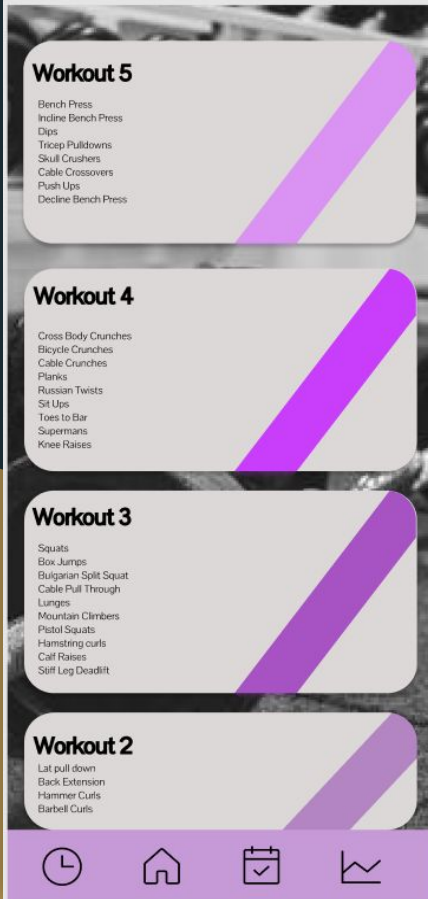 Workout 5
Bench Press
Incline Bench Press
Dips
Tricep Pulldowns
Skull Crushers
Cable Crossovers
Push Ups
Decline Bench Press
Workout 4
Cross Body Crunches
Bicycle Crunches
Cable Crunches
Planks
Russian Twists
Sit Ups
Toes to Bar
Supermans
Knee Raises
Workout 3
Squats
Box Jumps
Bulgarian Split Squat
Cable Pull Through
Lunges
Mountain Climbers
Pistol Squats
Hamstring curls
Calf Raises
Stiff Leg Deadlift
Workout 2
Lat pull down
Back Extension
Hammer Curls
Barbell Curls